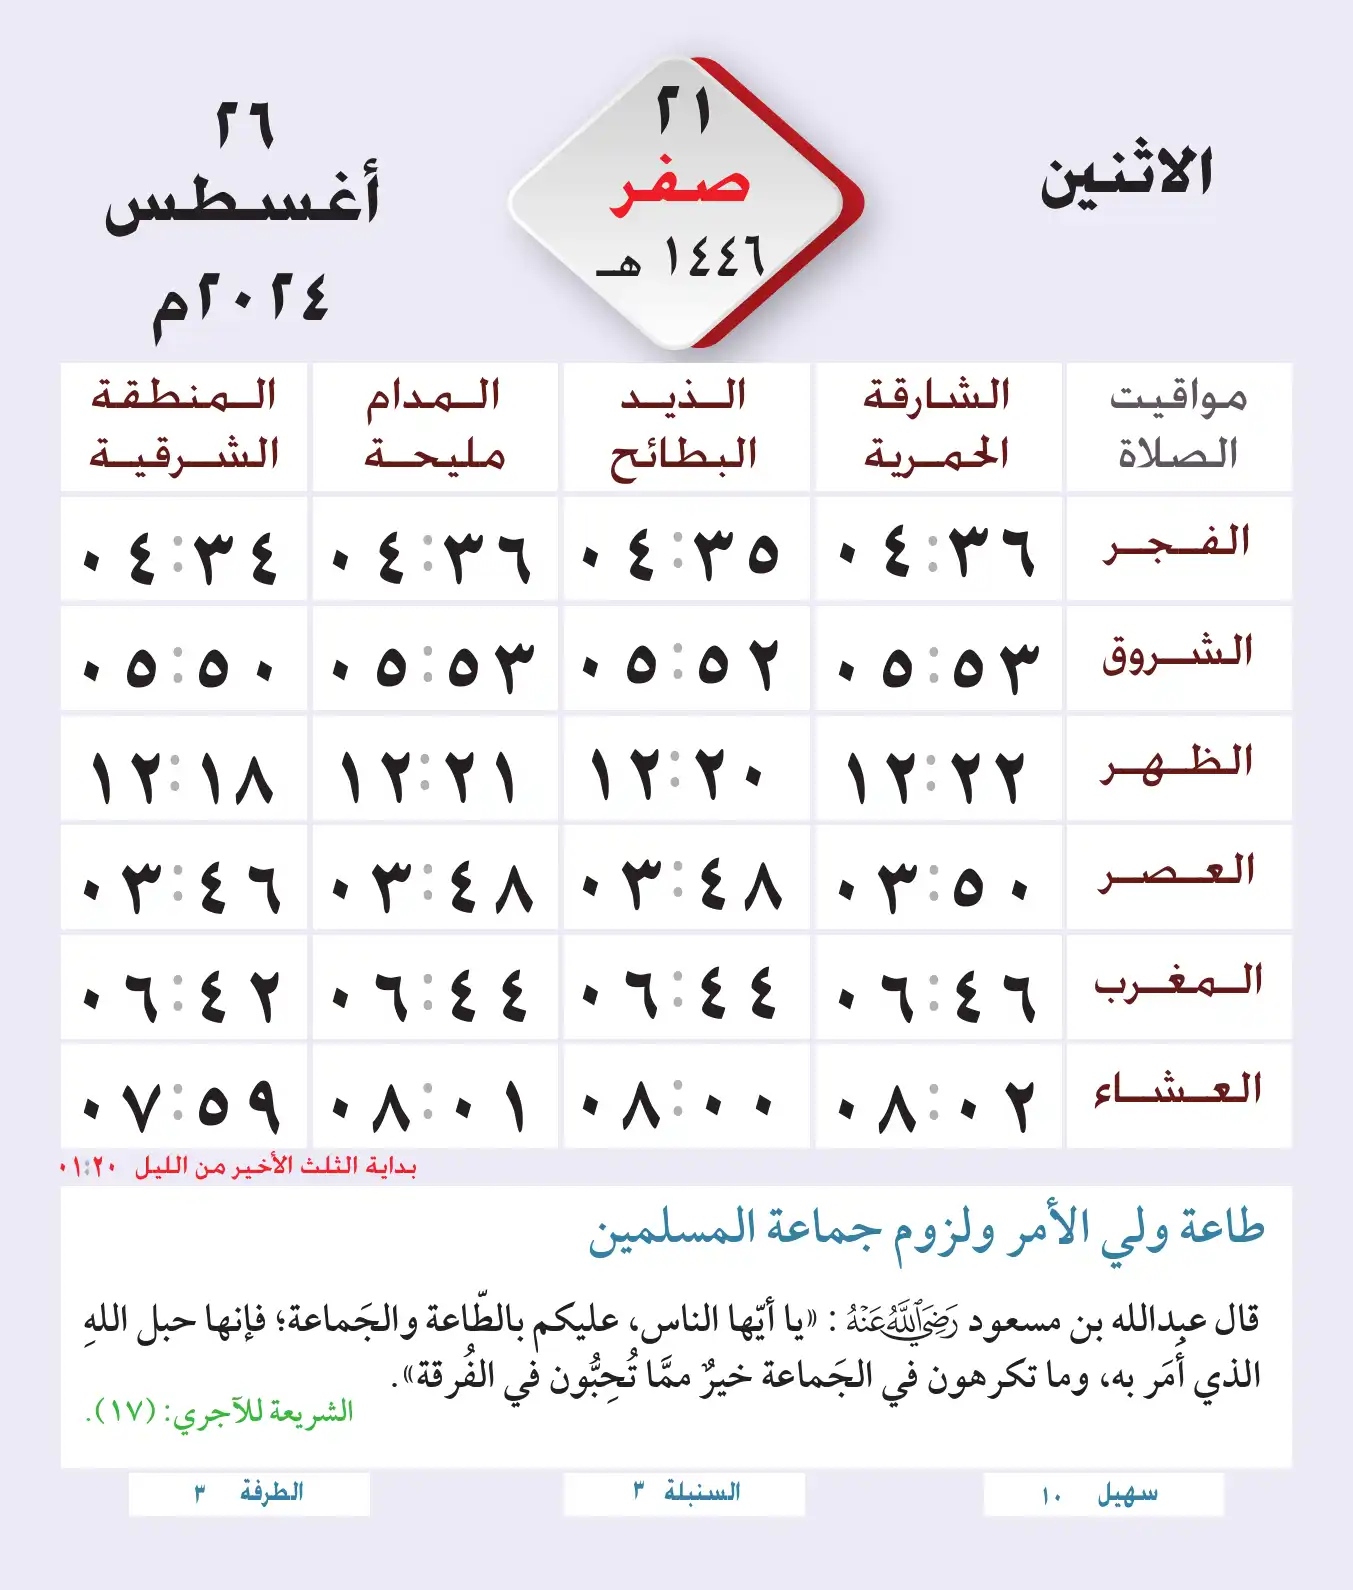 الاثنين
٢١
صفر
١٤٤٦ هـ
٢٦
أغسطس
٢٠٢٤م
مواقيت الصلاة
الشارقة الحمرية
الذيد البطائح
المدام مليحة
المنطقة الشرقية
الفجر ٠٤:٣٦ ٠٤:٣٥ ٠٤:٣٦ ٠٤:٣٤
الشروق ٠٥:٥٣ ٠٥:٥٢ ٠٥:٥٣ ٠٥:٥٠
الظهر ١٢:٢٢ ١٢:٢٠ ١٢:٢١ ١٢:١٨
العصر ٠٣:٥٠ ٠٣:٤٨ ٠٣:٤٨ ٠٣:٤٦
المغرب ٠٦:٤٦ ٠٦:٤٤ ٠٦:٤٤ ٠٦:٤٢
العشاء ٠٨:٠٢ ٠٨:٠٠ ٠٨:٠١ ٠٧:٥٩
بداية الثلث الأخير من الليل ٠١:٢٠
طاعة ولي الأمر ولزوم جماعة المسلمين
قال عبدالله بن مسعود رَضِيَ اللَّهُ عَنْهُ : «يا أيّها الناس، عليكم بالطّاعة والجَماعة؛ فإنها حبل اللهِ
الذي أَمَر به، وما تكرهون في الجَماعة خيرٌ ممَّا تُحِبُّون في الفُرقة».
الشريعة للآجري: (١٧).
سهيل ١٠
السنبلة ٣
الطرفة ٣